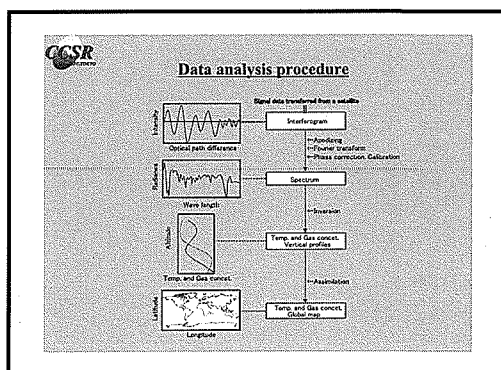 CCSR
Data analysis procedure
Signal data transferred from a satellite
Intensity
Interferogram
Optical path difference
Apodizing
Fourier transform
Phase correction, Calibration
Radiance
Spectrum
Wave length
Inversion
Altitude
Temp. and Gas concet.
Vertical profiles
Temp. and Gas concet.
Assimilation
Latitude
Temp. and Gas concet.
Global map
Longitude